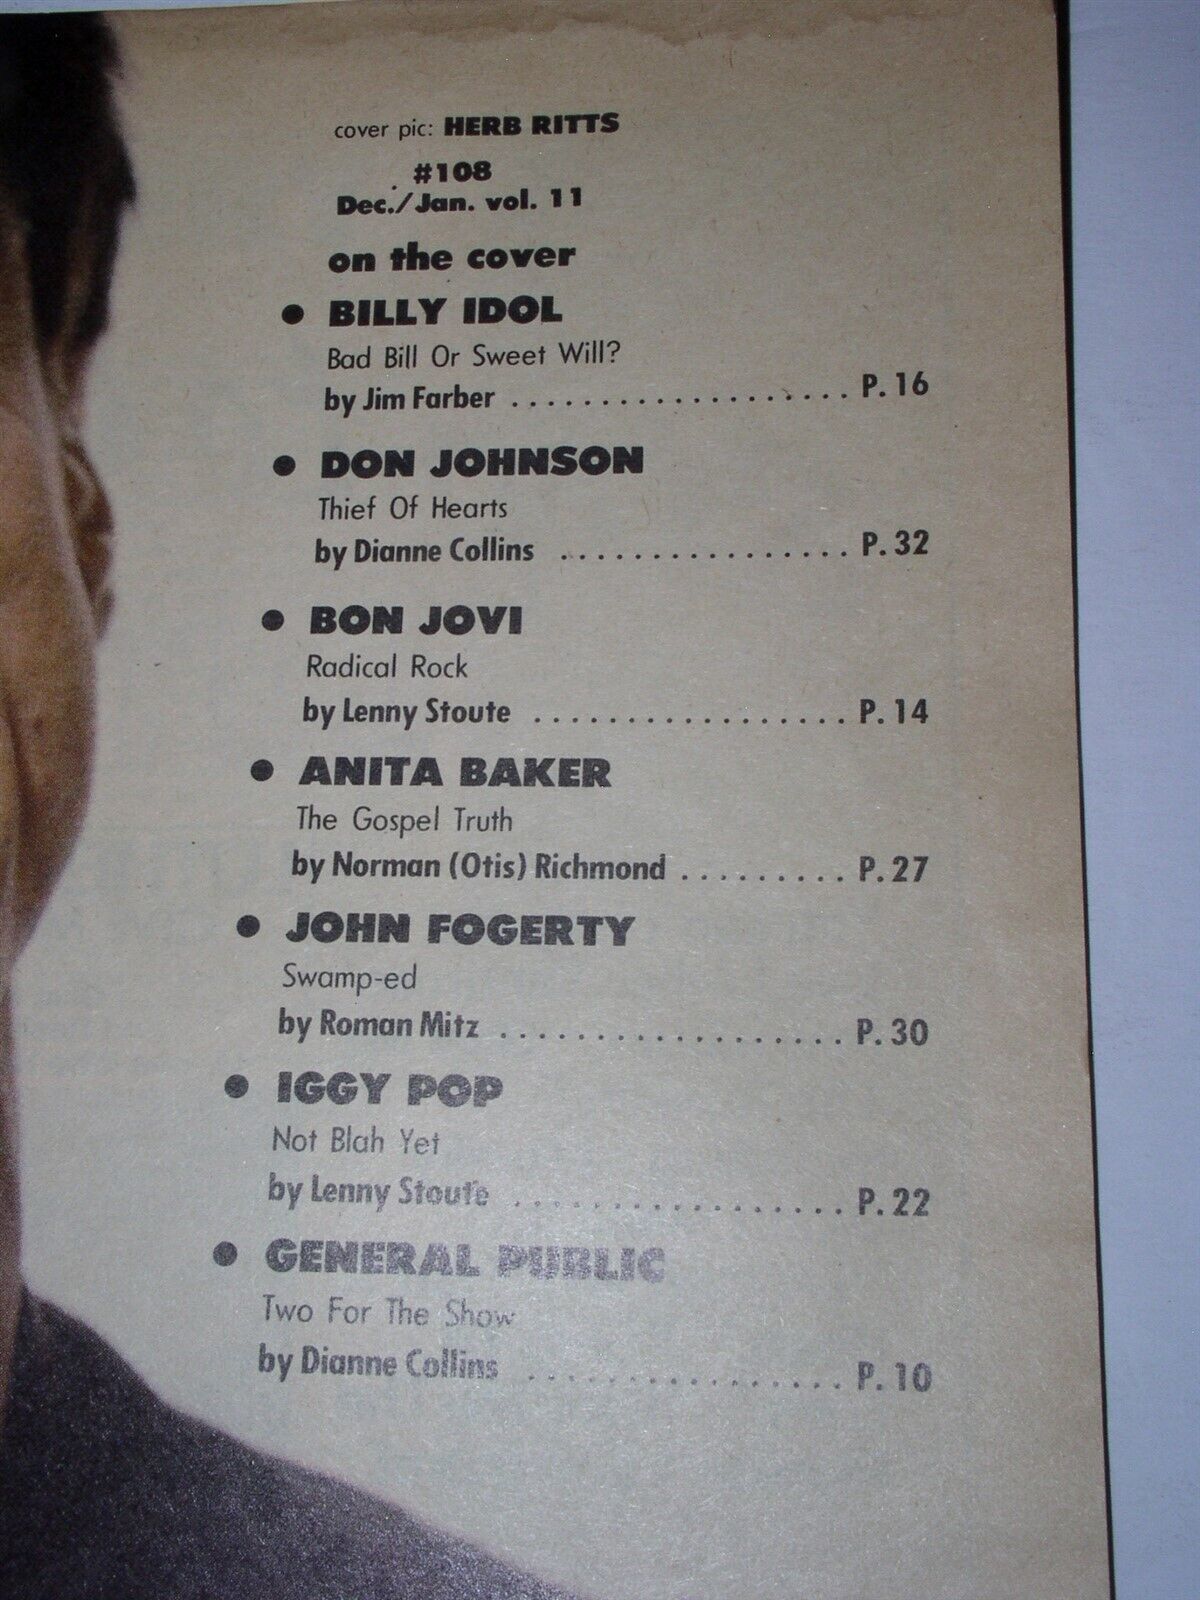 cover pic: HERB RITTS
#108
Dec./Jan. vol. 11
on the cover
• BILLY IDOL
Bad Bill Or Sweet Will?
by Jim Farber . . . . . . . . . . . . . . . . . . . P. 16
• DON JOHNSON
Thief Of Hearts
by Dianne Collins . . . . . . . . . . . . . . . . P. 32
• BON JOVI
Radical Rock
by Lenny Stoute . . . . . . . . . . . . . . . . . P. 14
• ANITA BAKER
The Gospel Truth
by Norman (Otis) Richmond . . . . . . . . . P. 27
• JOHN FOGERTY
Swamp-ed
by Roman Mitz . . . . . . . . . . . . . . . . . . P. 30
• IGGY POP
Not Blah Yet
by Lenny Stoute . . . . . . . . . . . . . . . . . P. 22
• GENERAL PUBLIC
Two For The Show
by Dianne Collins . . . . . . . . . . . . . . . . P. 10